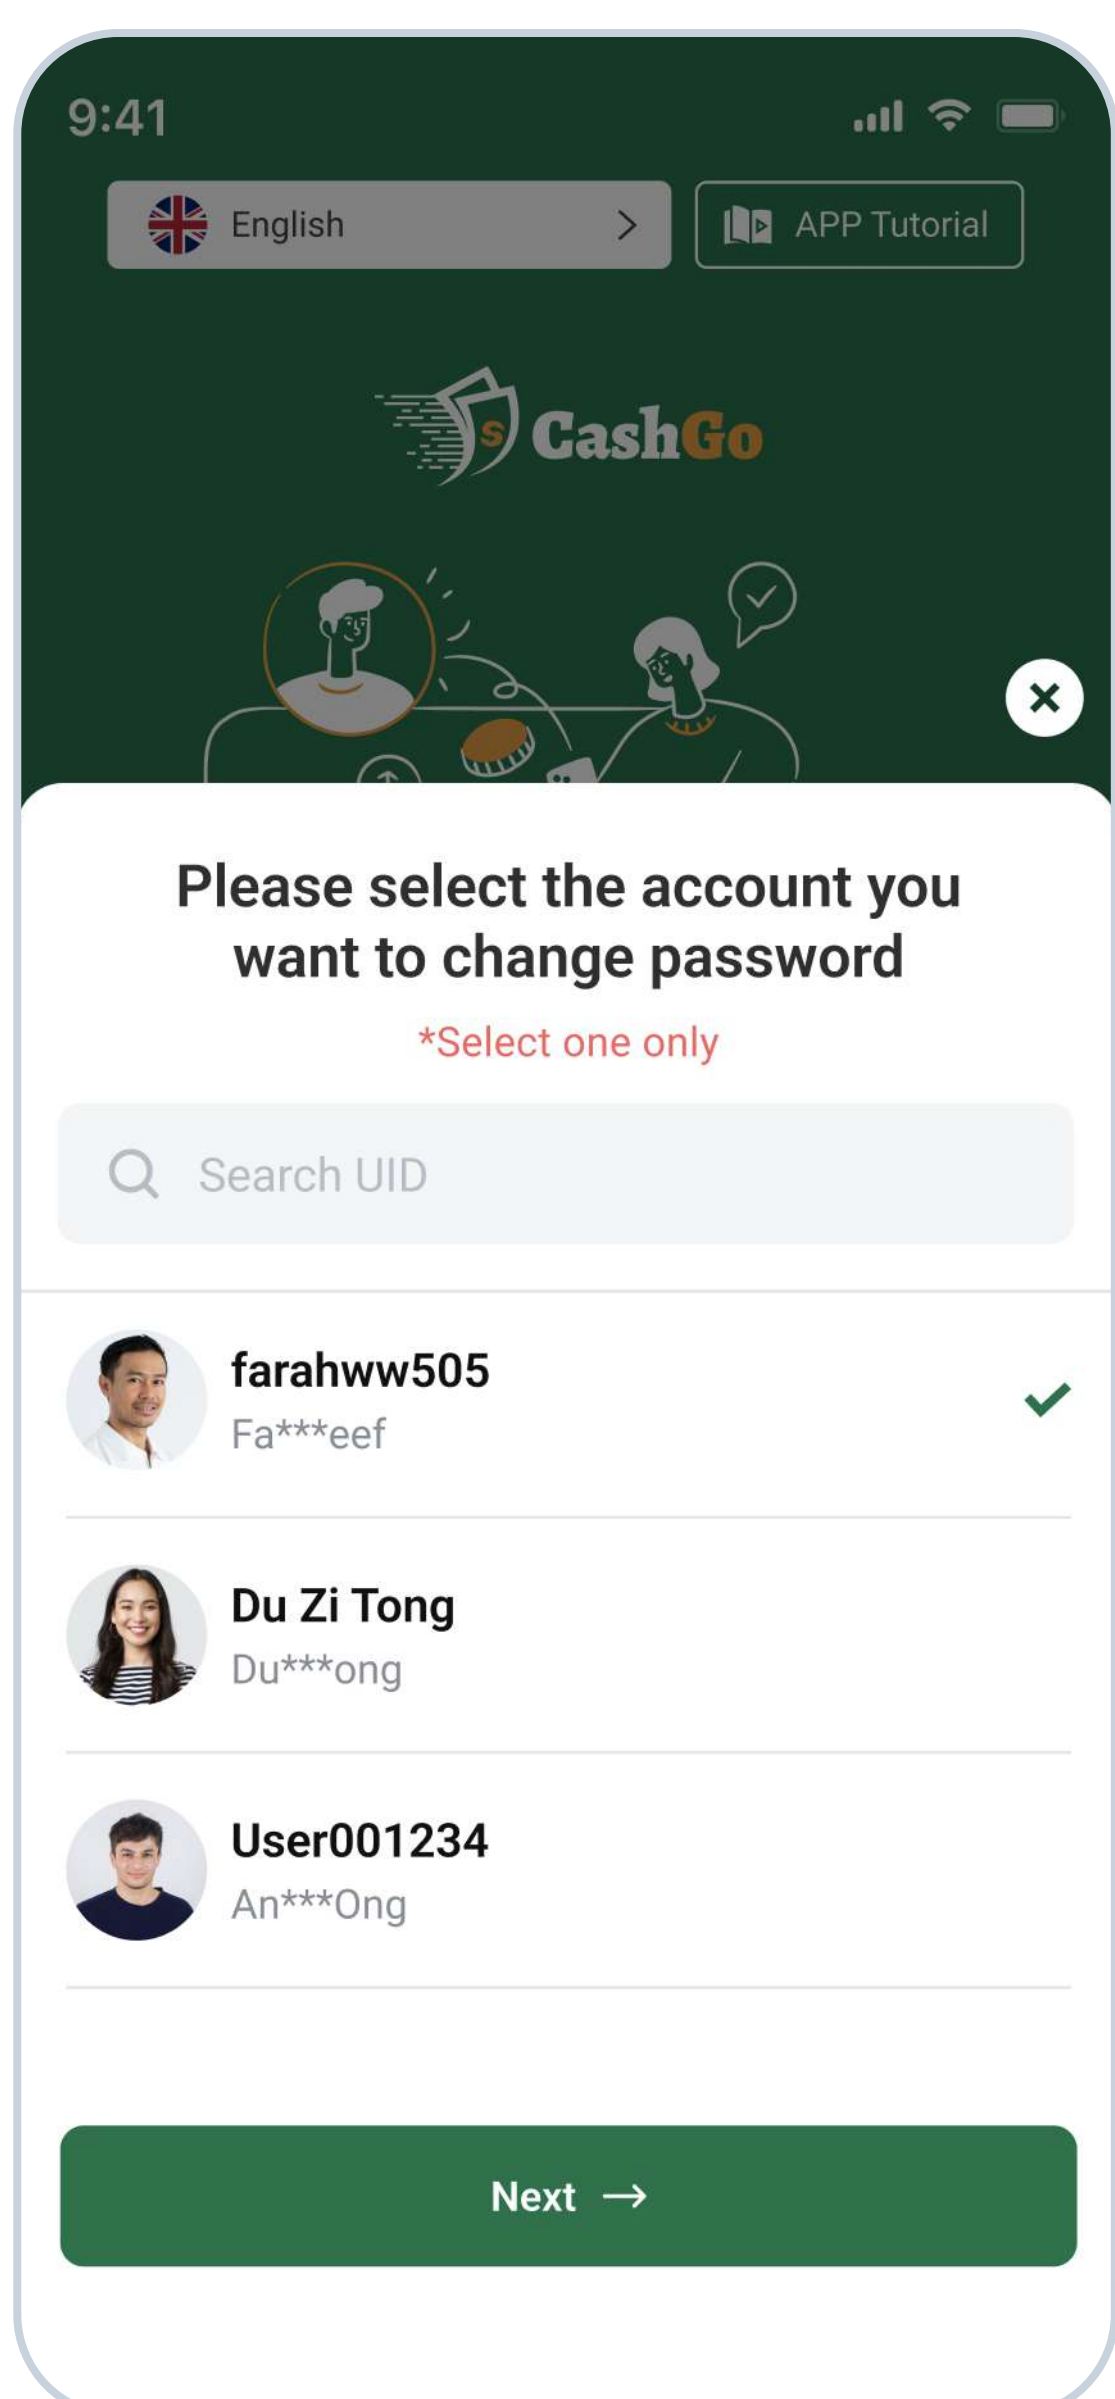 9:41
English
APP Tutorial
S CashGo
Please select the account you
want to change password
*Select one only
Search UID
farahww505
Fa***eef
Du Zi Tong
Du***ong
User001234
An***Ong
Next →